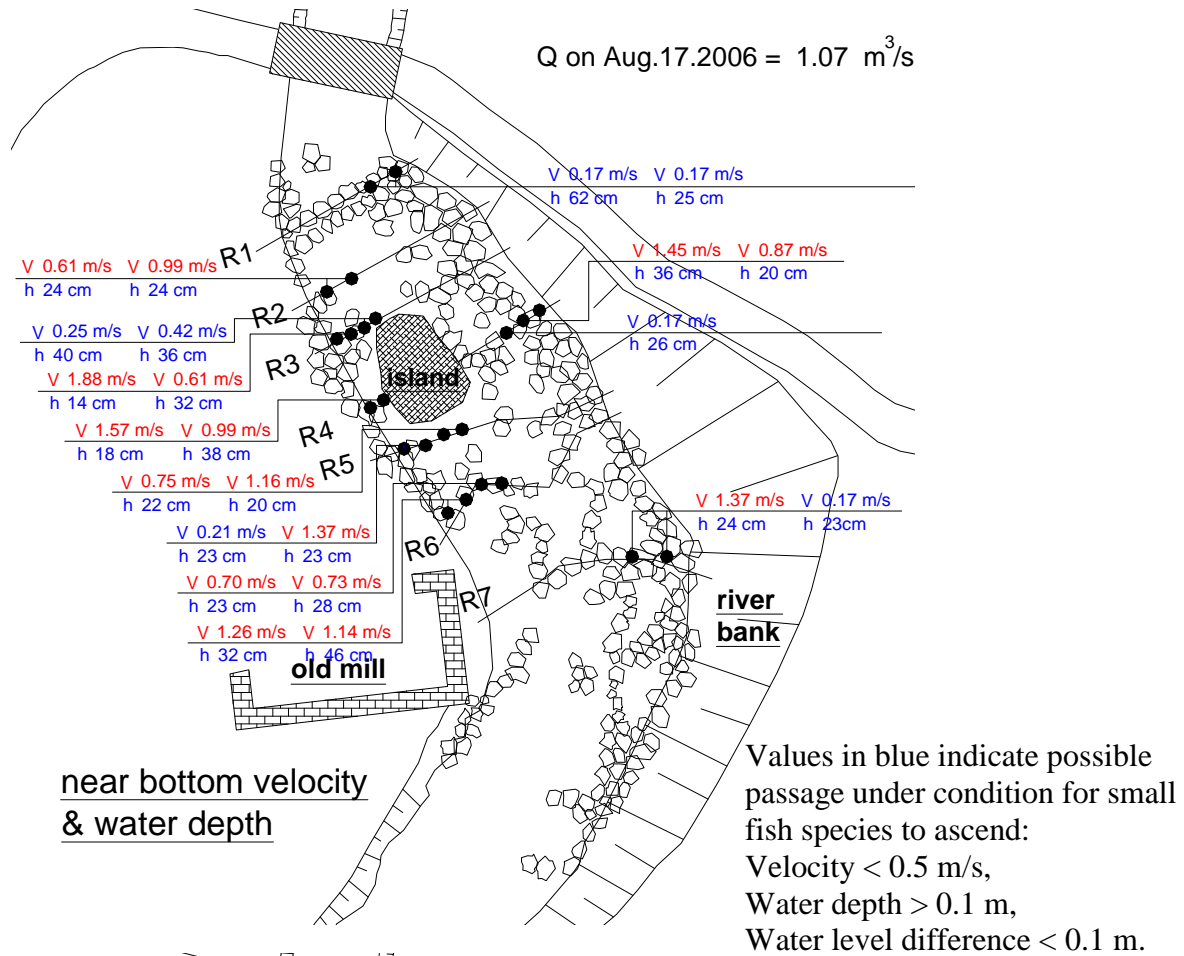 Q on Aug.17.2006 = 1.07 m³/s
V 0.17 m/s V 0.17 m/s
h 62 cm h 25 cm
R1
V 1.45 m/s V 0.87 m/s
h 36 cm h 20 cm
V 0.61 m/s V 0.99 m/s
h 24 cm h 24 cm
R2
V 0.17 m/s
h 26 cm
V 0.25 m/s V 0.42 m/s
h 40 cm h 36 cm
R3
island
V 1.88 m/s V 0.61 m/s
h 14 cm h 32 cm
R4
V 1.57 m/s V 0.99 m/s
h 18 cm h 38 cm
R5
V 0.75 m/s V 1.16 m/s
h 22 cm h 20 cm
V 1.37 m/s V 0.17 m/s
h 24 cm h 23cm
V 0.21 m/s V 1.37 m/s
h 23 cm h 23 cm
R6
V 0.70 m/s V 0.73 m/s
h 23 cm h 28 cm
R7
river
bank
V 1.26 m/s V 1.14 m/s
h 32 cm h 46 cm
old mill
near bottom velocity
& water depth
Values in blue indicate possible
passage under condition for small
fish species to ascend:
Velocity < 0.5 m/s,
Water depth > 0.1 m,
Water level difference < 0.1 m.